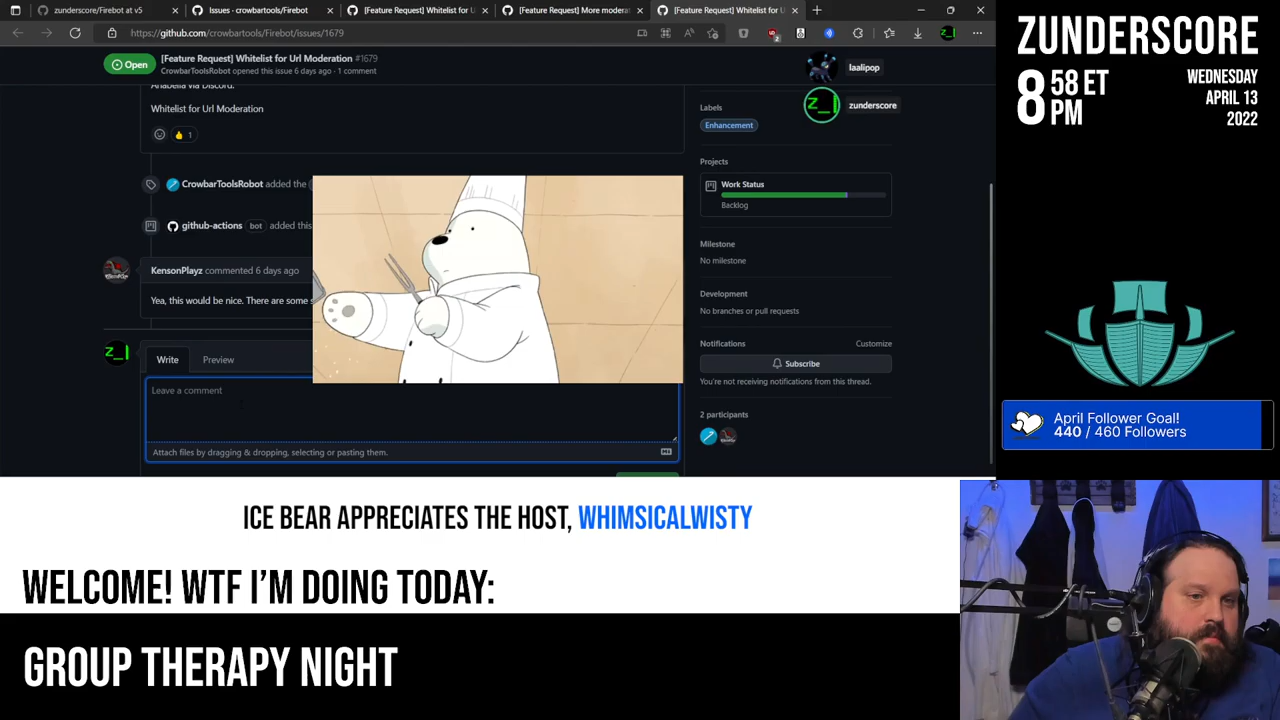 zunderscore/Firebot at v5
Issues · crowbartools/Firebot
[Feature Request] Whitelist for U
[Feature Request] More moderat
[Feature Request] Whitelist for U
https://github.com/crowbartools/Firebot/issues/1679
Open
[Feature Request] Whitelist for Url Moderation #1679
CrowbarToolsRobot opened this issue 6 days ago · 1 comment
Anabella via Discord.
Whitelist for Url Moderation
👍 1
CrowbarToolsRobot added the
github-actions bot added this
KensonPlayz commented 6 days ago
Yea, this would be nice. There are some s
Write
Preview
Leave a comment
Attach files by dragging & dropping, selecting or pasting them.
laalipop
zunderscore
Labels
Enhancement
Projects
Work Status
Backlog
Milestone
No milestone
Development
No branches or pull requests
Notifications
Customize
Subscribe
You're not receiving notifications from this thread.
2 participants
ZUNDERSCORE
8 58 ET PM
WEDNESDAY
APRIL 13
2022
April Follower Goal!
440 / 460 Followers
ICE BEAR APPRECIATES THE HOST, WHIMSICALWISTY
WELCOME! WTF I'M DOING TODAY:
GROUP THERAPY NIGHT